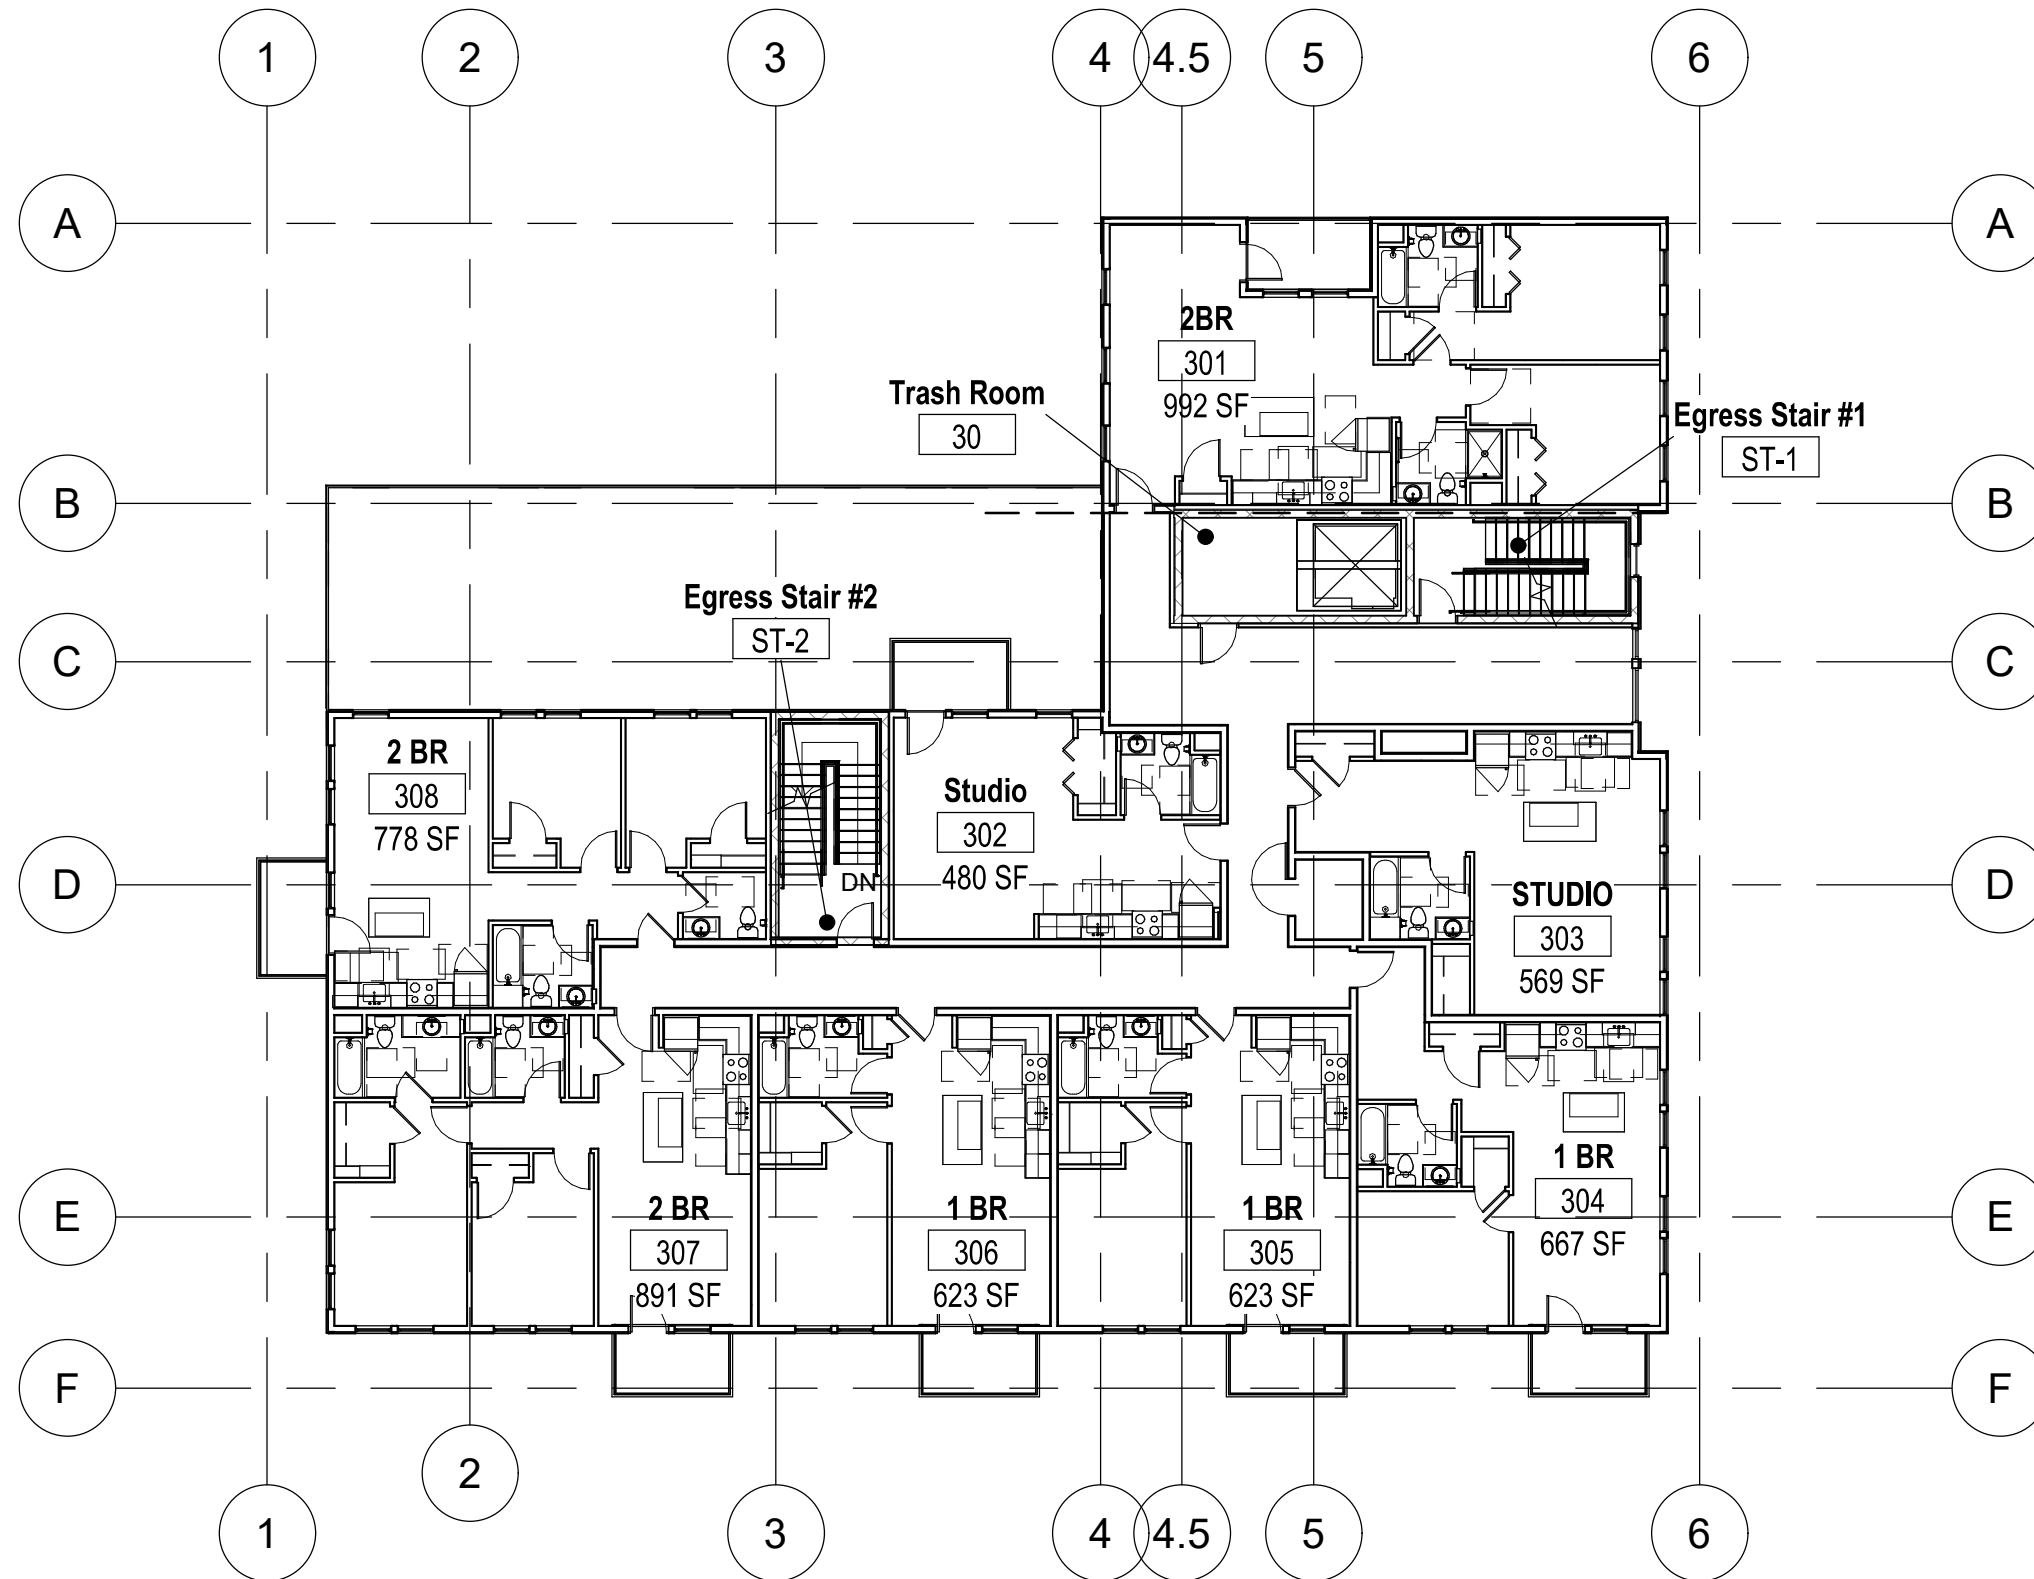 1
2
3
4
4.5
5
6
A
A
2BR
301
992 SF
Trash Room
30
Egress Stair #1
ST-1
B
B
Egress Stair #2
ST-2
C
C
2 BR
308
778 SF
Studio
302
480 SF
DN
D
D
STUDIO
303
569 SF
1 BR
304
667 SF
2 BR
307
891 SF
1 BR
306
623 SF
1 BR
305
623 SF
E
E
F
F
1
2
3
4
4.5
5
6